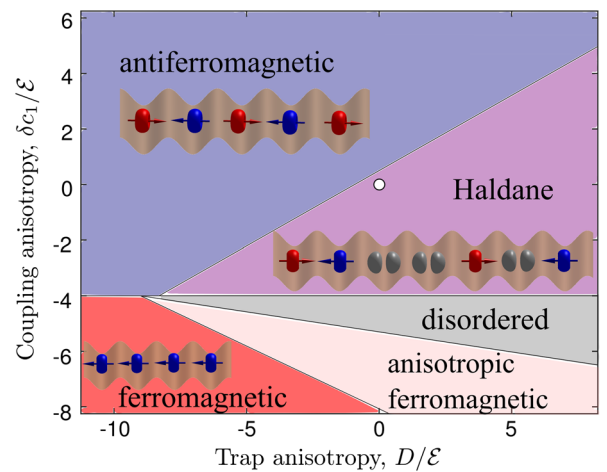 6
antiferromagnetic
4
2
Haldane
0
-2
-4
disordered
-6
anisotropic
ferromagnetic
ferromagnetic
-8
-10
-5
0
5
Coupling anisotropy, δc₁/ℰ
Trap anisotropy, D/ℰ